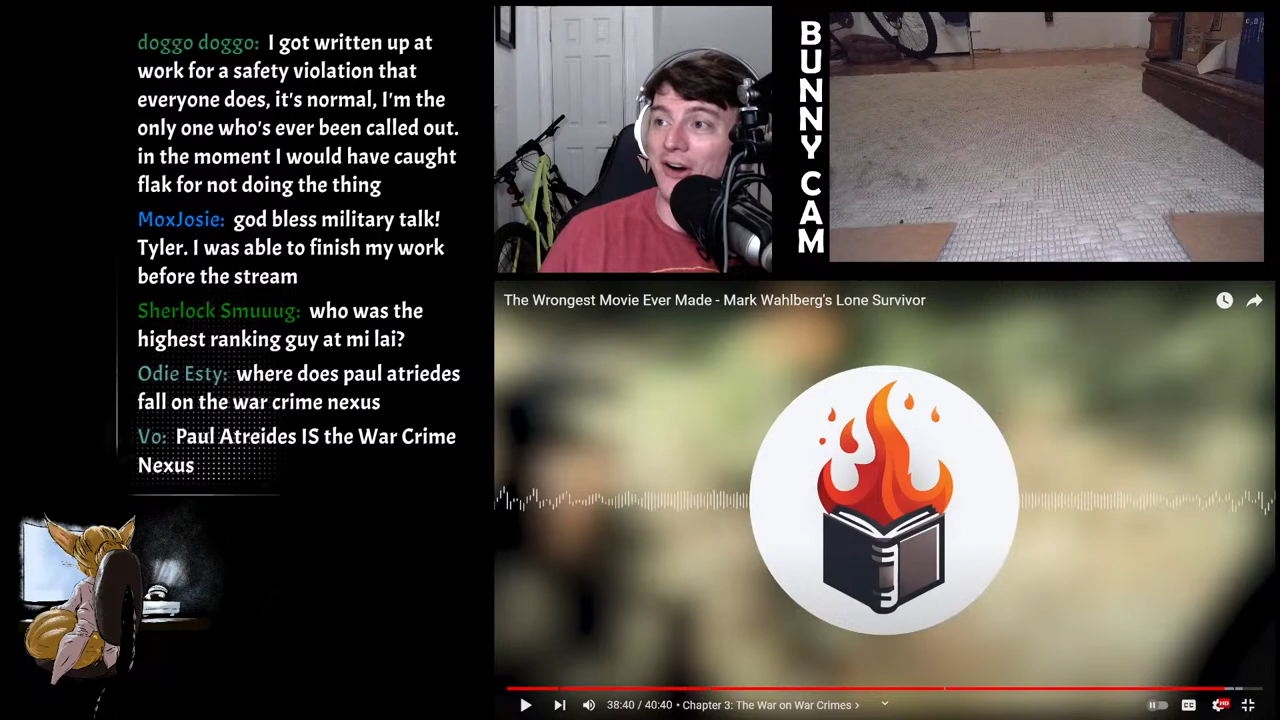 doggo doggo: I got written up at
work for a safety violation that
everyone does, it's normal, I'm the
only one who's ever been called out.
in the moment I would have caught
flak for not doing the thing
MoxJosie: god bless military talk!
Tyler. I was able to finish my work
before the stream
Sherlock Smuuug: who was the
highest ranking guy at mi lai?
Odie Esty: where does paul atriedes
fall on the war crime nexus
Vo: Paul Atreides IS the War Crime
Nexus
BUNNY CAM
The Wrongest Movie Ever Made - Mark Wahlberg's Lone Survivor
38:40 / 40:40 • Chapter 3: The War on War Crimes ›
CC
HD